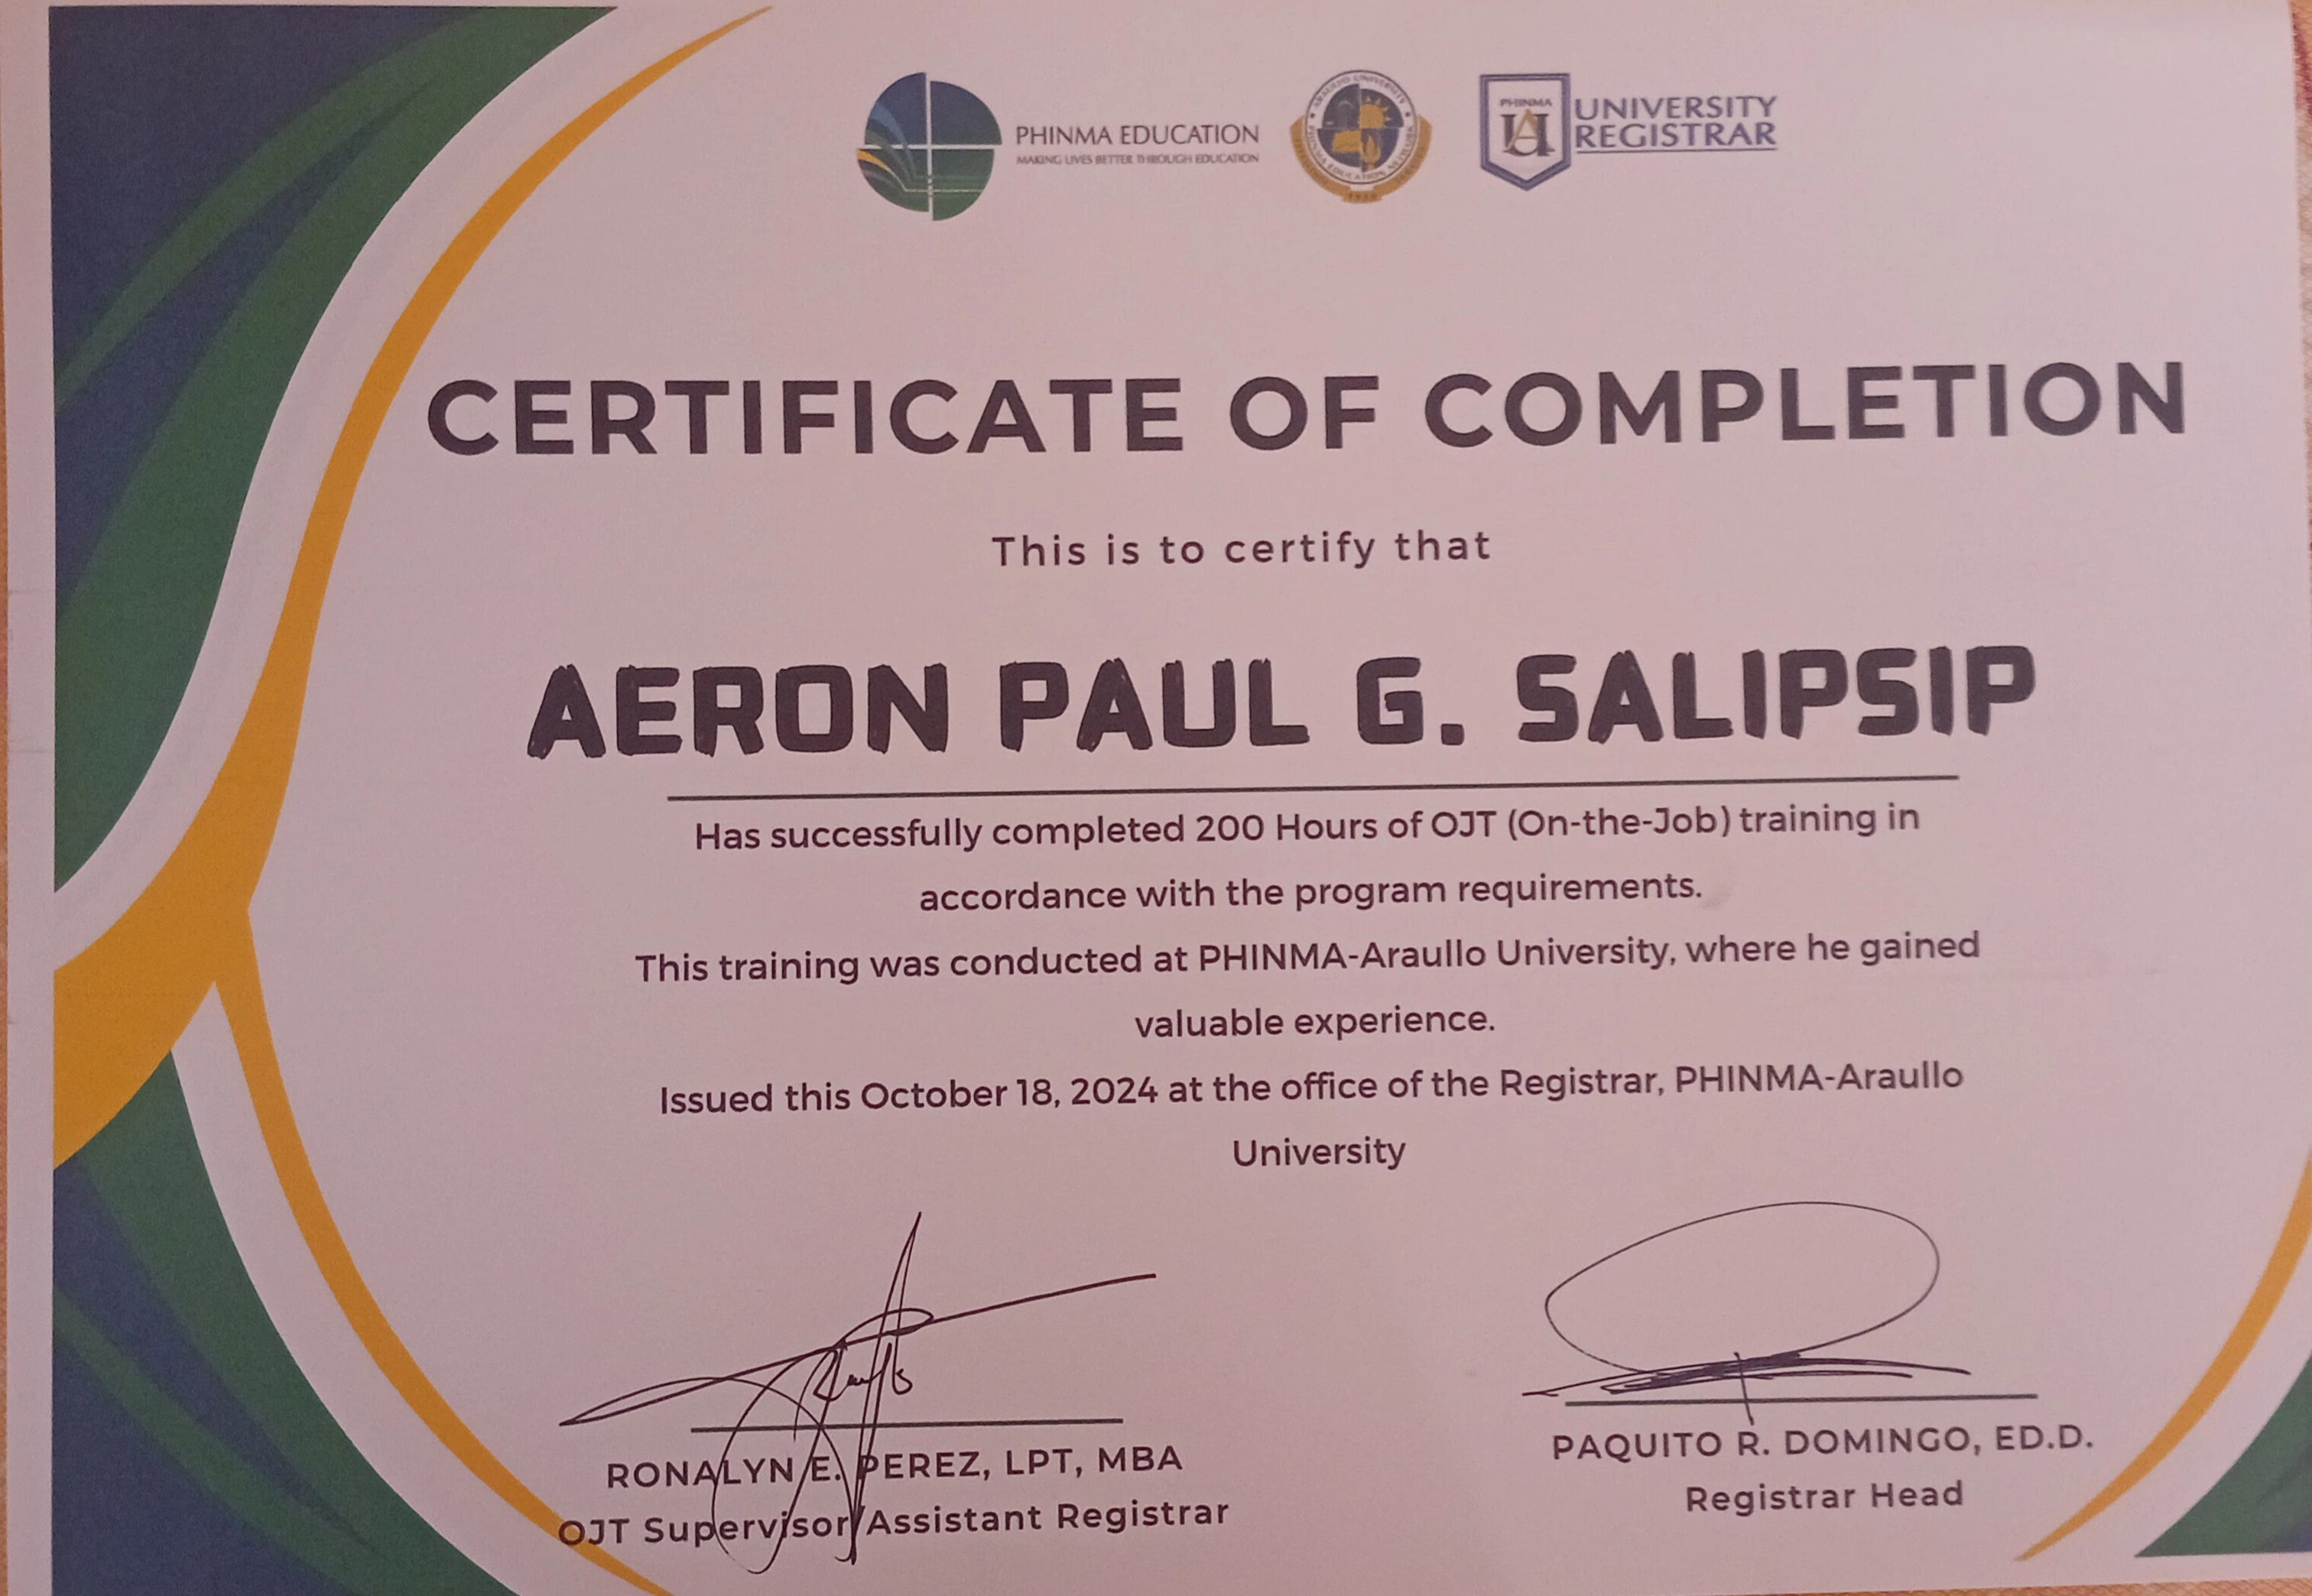 PHINMA EDUCATION
MAKING LIVES BETTER THROUGH EDUCATION
ARAULLO UNIVERSITY
PHINMA EDUCATION NETWORK
PHINMA
AU
UNIVERSITY
REGISTRAR
CERTIFICATE OF COMPLETION
This is to certify that
AERON PAUL G. SALIPSIP
Has successfully completed 200 Hours of OJT (On-the-Job) training in
accordance with the program requirements.
This training was conducted at PHINMA-Araullo University, where he gained
valuable experience.
Issued this October 18, 2024 at the office of the Registrar, PHINMA-Araullo
University
RONALYN E. PEREZ, LPT, MBA
OJT Supervisor/Assistant Registrar
PAQUITO R. DOMINGO, ED.D.
Registrar Head